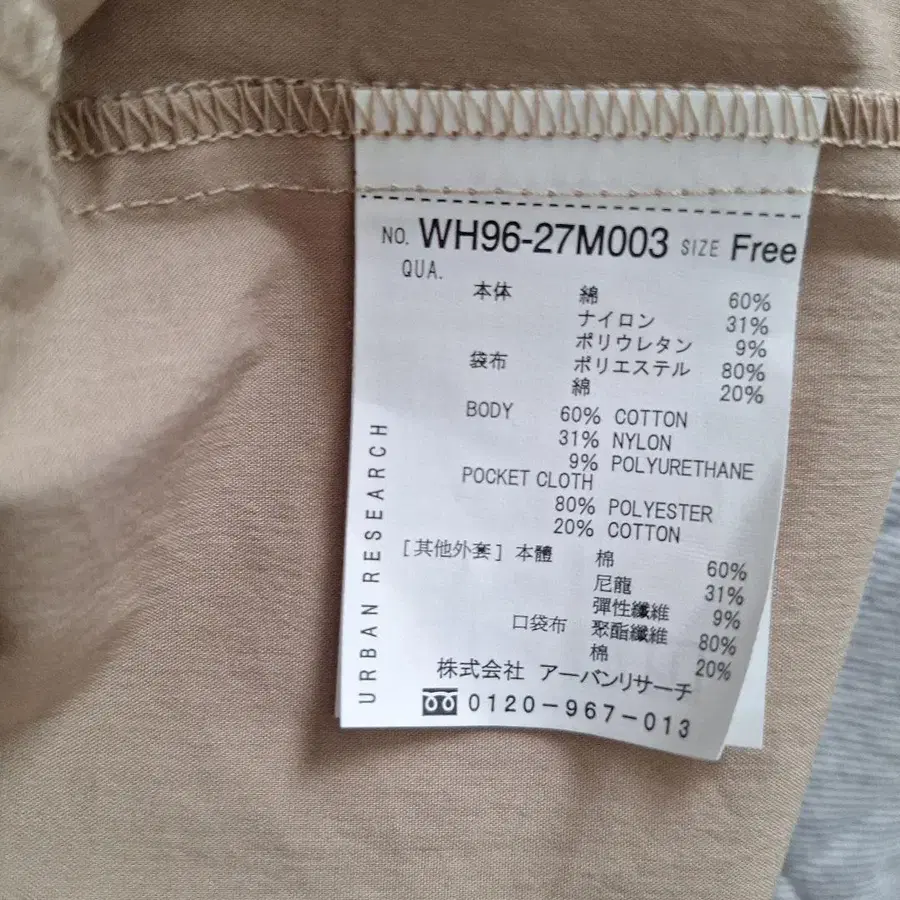 NO. WH96-27M003 SIZE Free
QUA.
本体 綿 60%
ナイロン 31%
ポリウレタン 9%
袋布 ポリエステル 80%
綿 20%
BODY 60% COTTON
31% NYLON
9% POLYURETHANE
POCKET CLOTH
80% POLYESTER
20% COTTON
[其他外套] 本體 棉 60%
尼龍 31%
彈性纖維 9%
口袋布 聚酯纖維 80%
棉 20%
株式会社 アーバンリサーチ
0120-967-013
URBAN RESEARCH